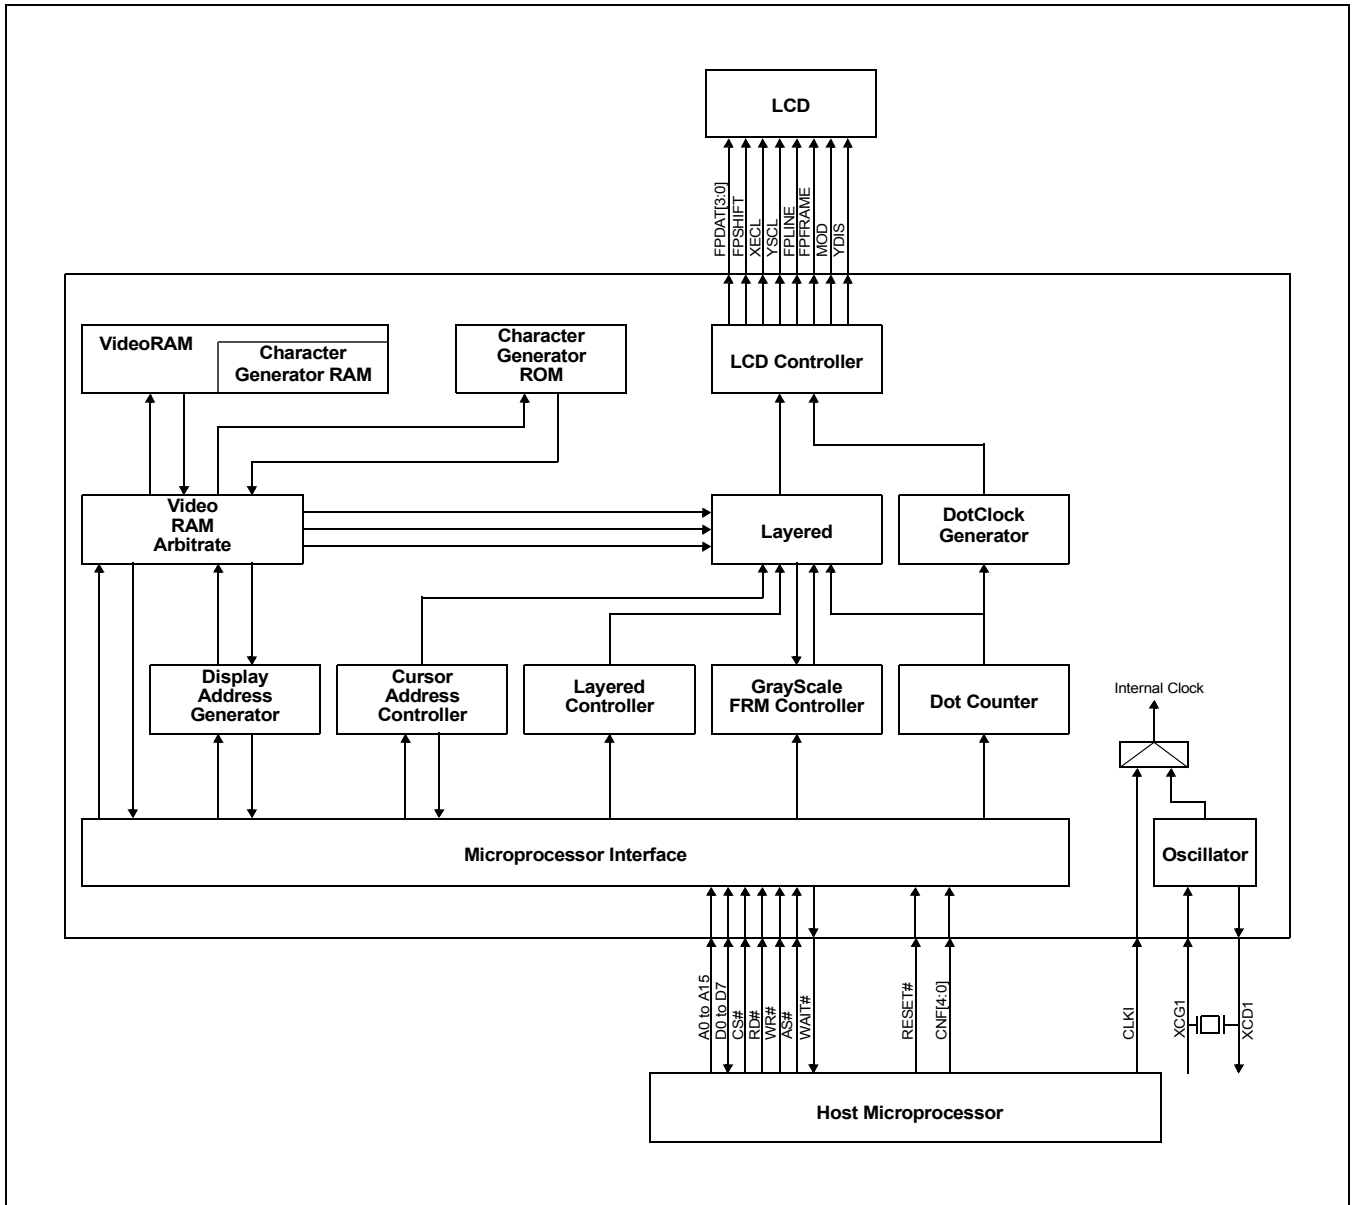 LCD
FPDAT[3:0]
FPSHIFT
XECL
YSCL
FPLINE
FPFRAME
MOD
YDIS
VideoRAM
Character
Generator RAM
Character
Generator
ROM
LCD Controller
Video
RAM
Arbitrate
Layered
DotClock
Generator
Display
Address
Generator
Cursor
Address
Controller
Layered
Controller
GrayScale
FRM Controller
Dot Counter
Internal Clock
Microprocessor Interface
Oscillator
A0 to A15
D0 to D7
CS#
RD#
WR#
AS#
WAIT#
RESET#
CNF[4:0]
CLKI
XCG1
XCD1
Host Microprocessor